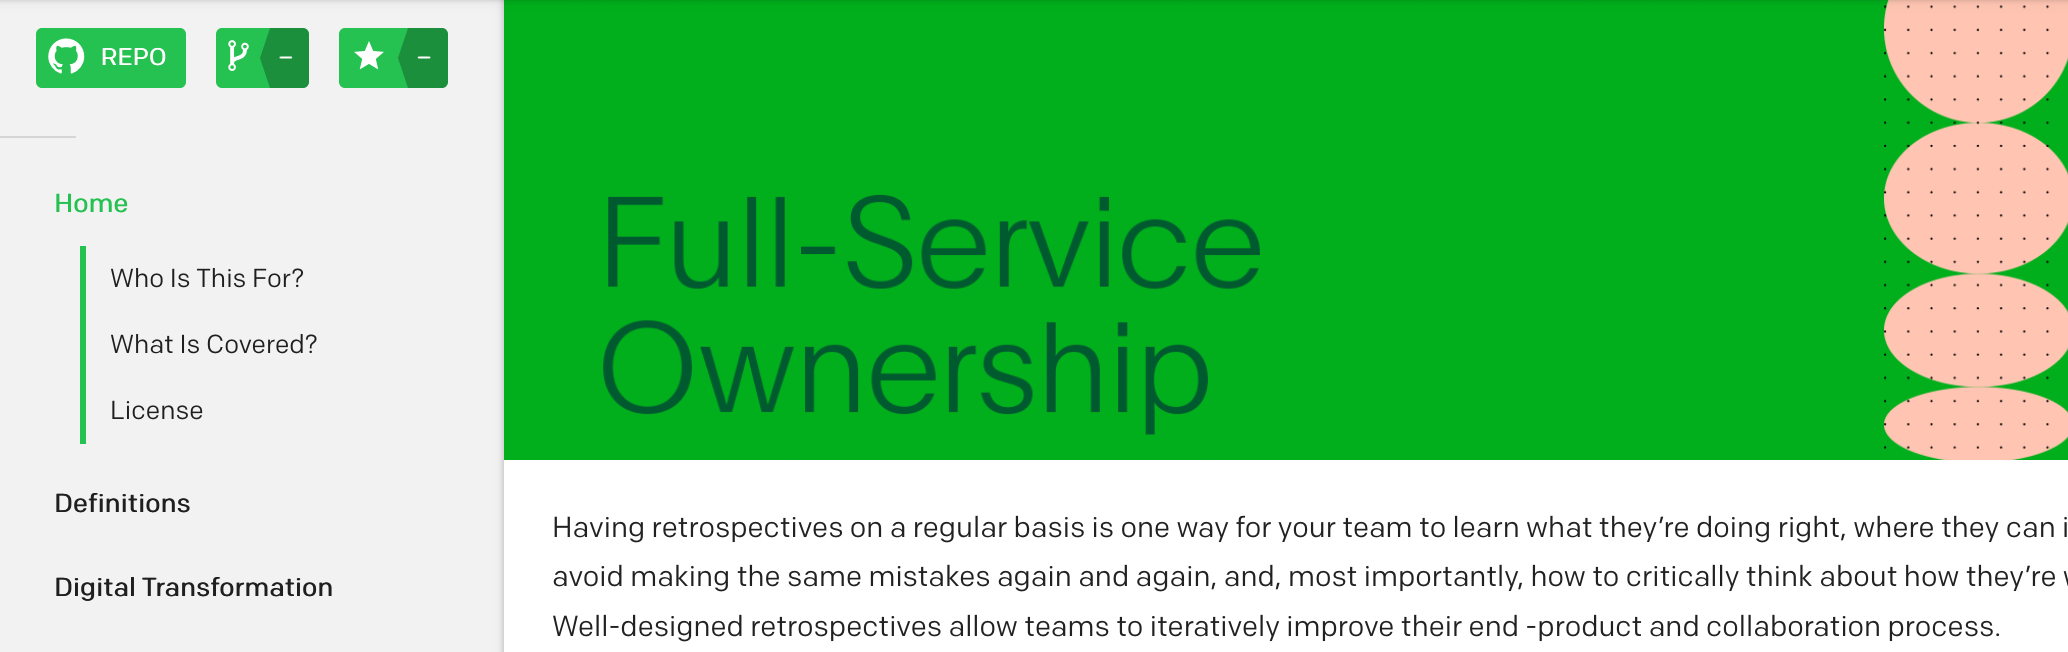 REPO
–
–
Home
Who Is This For?
What Is Covered?
License
Definitions
Digital Transformation
Full-Service
Ownership
Having retrospectives on a regular basis is one way for your team to learn what they’re doing right, where they can
avoid making the same mistakes again and again, and, most importantly, how to critically think about how they’re
Well-designed retrospectives allow teams to iteratively improve their end -product and collaboration process.